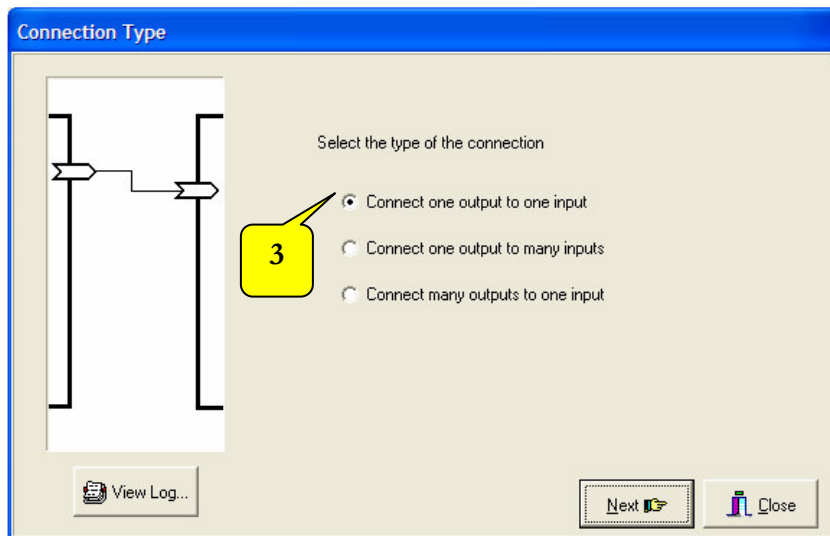 Connection Type
Select the type of the connection
Connect one output to one input
3
Connect one output to many inputs
Connect many outputs to one input
View Log...
Next
Close